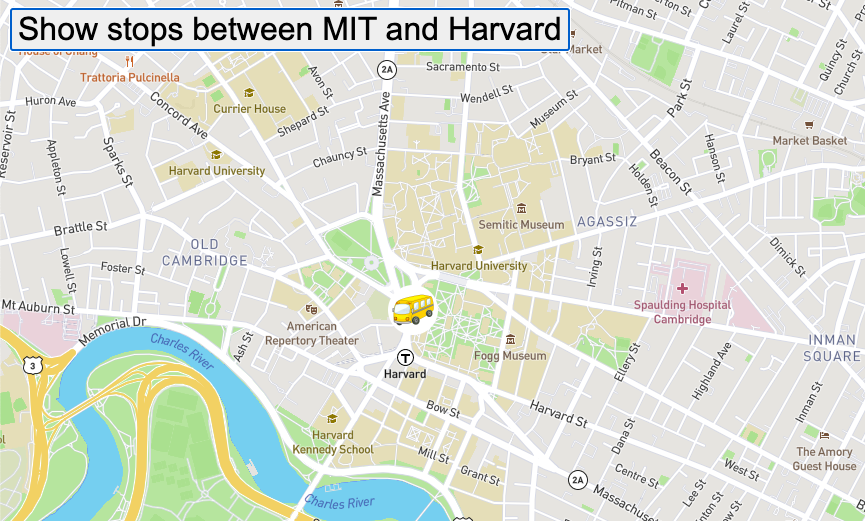 Show stops between MIT and Harvard
Pitman St
Laurel St
Quincy St
Church St
Market
Trattoria Pulcinella
2A
Sacramento St
Avon St
Wendell St
Museum St
Park St
Huron Ave
Concord Ave
Currier House
Shepard St
Massachusetts Ave
Market Basket
Reservoir St
Sparks St
Appleton St
Harvard University
Chauncy St
Bryant St
Beacon St
Hanson St
Holden St
Semitic Museum
AGASSIZ
Brattle St
OLD
CAMBRIDGE
Lowell St
Foster St
Harvard University
Irving St
Dimick St
Mt Auburn St
Memorial Dr
Spaulding Hospital
Cambridge
American
Repertory Theater
Charles River
Ash St
3
T
Harvard
Fogg Museum
Ellery St
Highland Ave
INMAN
SQUARE
Bow St
Harvard St
Inman St
Harvard
Kennedy School
Dana St
Mill St
Grant St
Centre St
West St
The Amory
Guest House
2A
Massachusetts
Lee St
Charles River